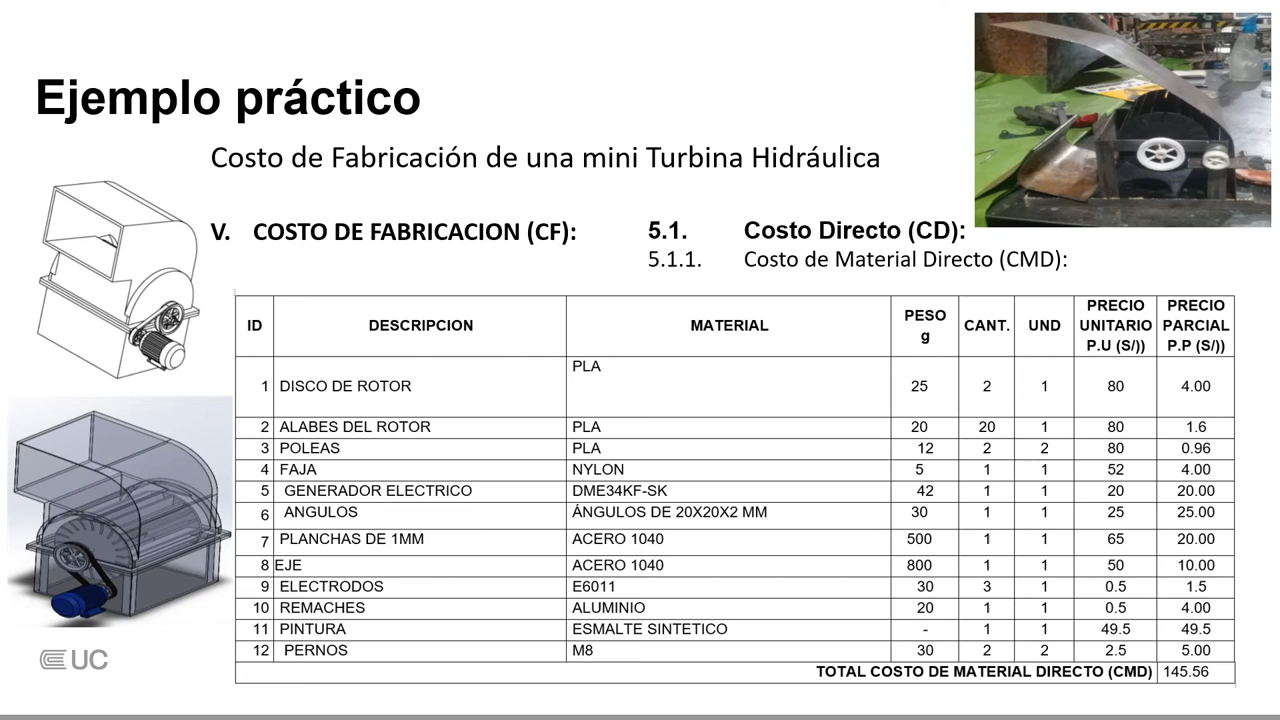 Ejemplo práctico
Costo de Fabricación de una mini Turbina Hidráulica
V. COSTO DE FABRICACION (CF):
5.1. Costo Directo (CD):
5.1.1. Costo de Material Directo (CMD):
ID DESCRIPCION MATERIAL PESO g CANT. UND PRECIO UNITARIO P.U (S/)) PRECIO PARCIAL P.P (S/))
1 DISCO DE ROTOR PLA 25 2 1 80 4.00
2 ALABES DEL ROTOR PLA 20 20 1 80 1.6
3 POLEAS PLA 12 2 2 80 0.96
4 FAJA NYLON 5 1 1 52 4.00
5 GENERADOR ELECTRICO DME34KF-SK 42 1 1 20 20.00
6 ANGULOS ÁNGULOS DE 20X20X2 MM 30 1 1 25 25.00
7 PLANCHAS DE 1MM ACERO 1040 500 1 1 65 20.00
8 EJE ACERO 1040 800 1 1 50 10.00
9 ELECTRODOS E6011 30 3 1 0.5 1.5
10 REMACHES ALUMINIO 20 1 1 0.5 4.00
11 PINTURA ESMALTE SINTETICO - 1 1 49.5 49.5
12 PERNOS M8 30 2 2 2.5 5.00
TOTAL COSTO DE MATERIAL DIRECTO (CMD) 145.56
UC